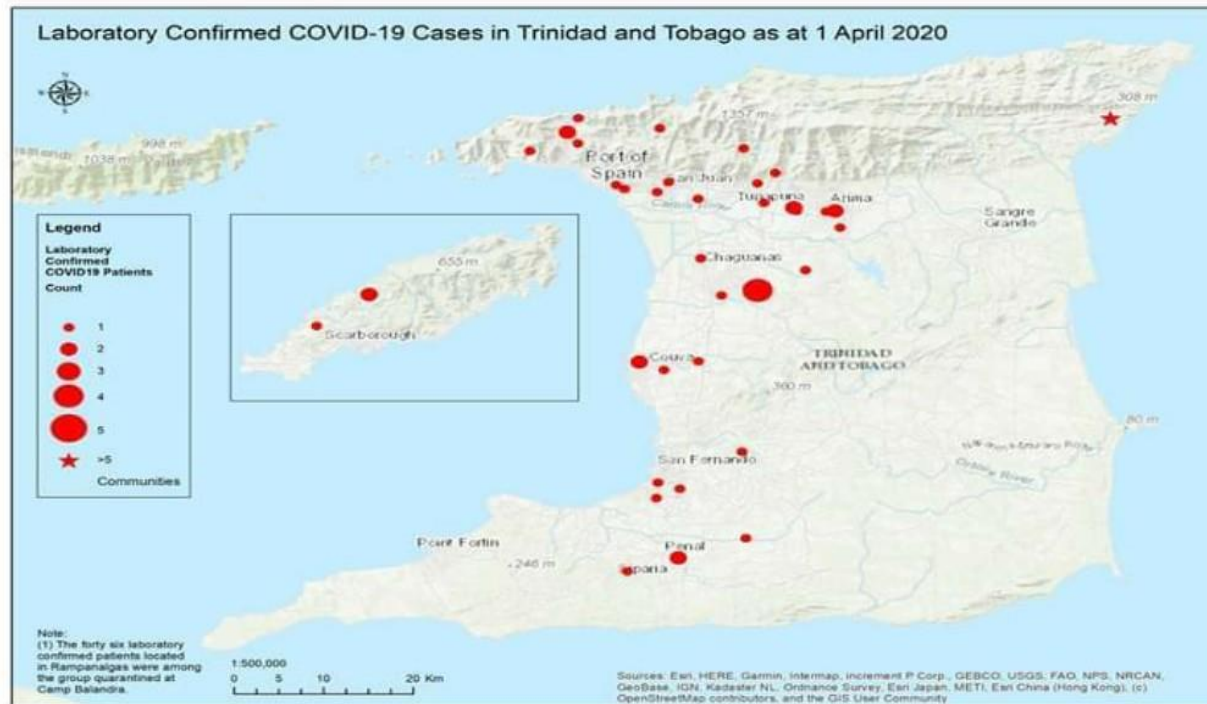 Laboratory Confirmed COVID-19 Cases in Trinidad and Tobago as at 1 April 2020
N
998 m
1038 m
1357 m
308 m
Port of
Spain
San Juan
Tunapuna
Arima
Sangre
Grande
Chaguanas
Legend
Laboratory
Confirmed
COVID19 Patients
Count
1
2
3
4
5
>5
Communities
655 m
Scarborough
Couva
TRINIDAD
AND TOBAGO
360 m
80 m
San Fernando
Ortoire River
Point Fortin
Penal
248 m
Siparia
Note:
(1) The forty six laboratory
confirmed patients located
in Rampanalgas were among
the group quarantined at
Camp Balandra.
1:500,000
0 5 10 20 Km
Sources: Esri, HERE, Garmin, Intermap, increment P Corp., GEBCO, USGS, FAO, NPS, NRCAN,
GeoBase, IGN, Kadaster NL, Ordnance Survey, Esri Japan, METI, Esri China (Hong Kong), (c)
OpenStreetMap contributors, and the GIS User Community